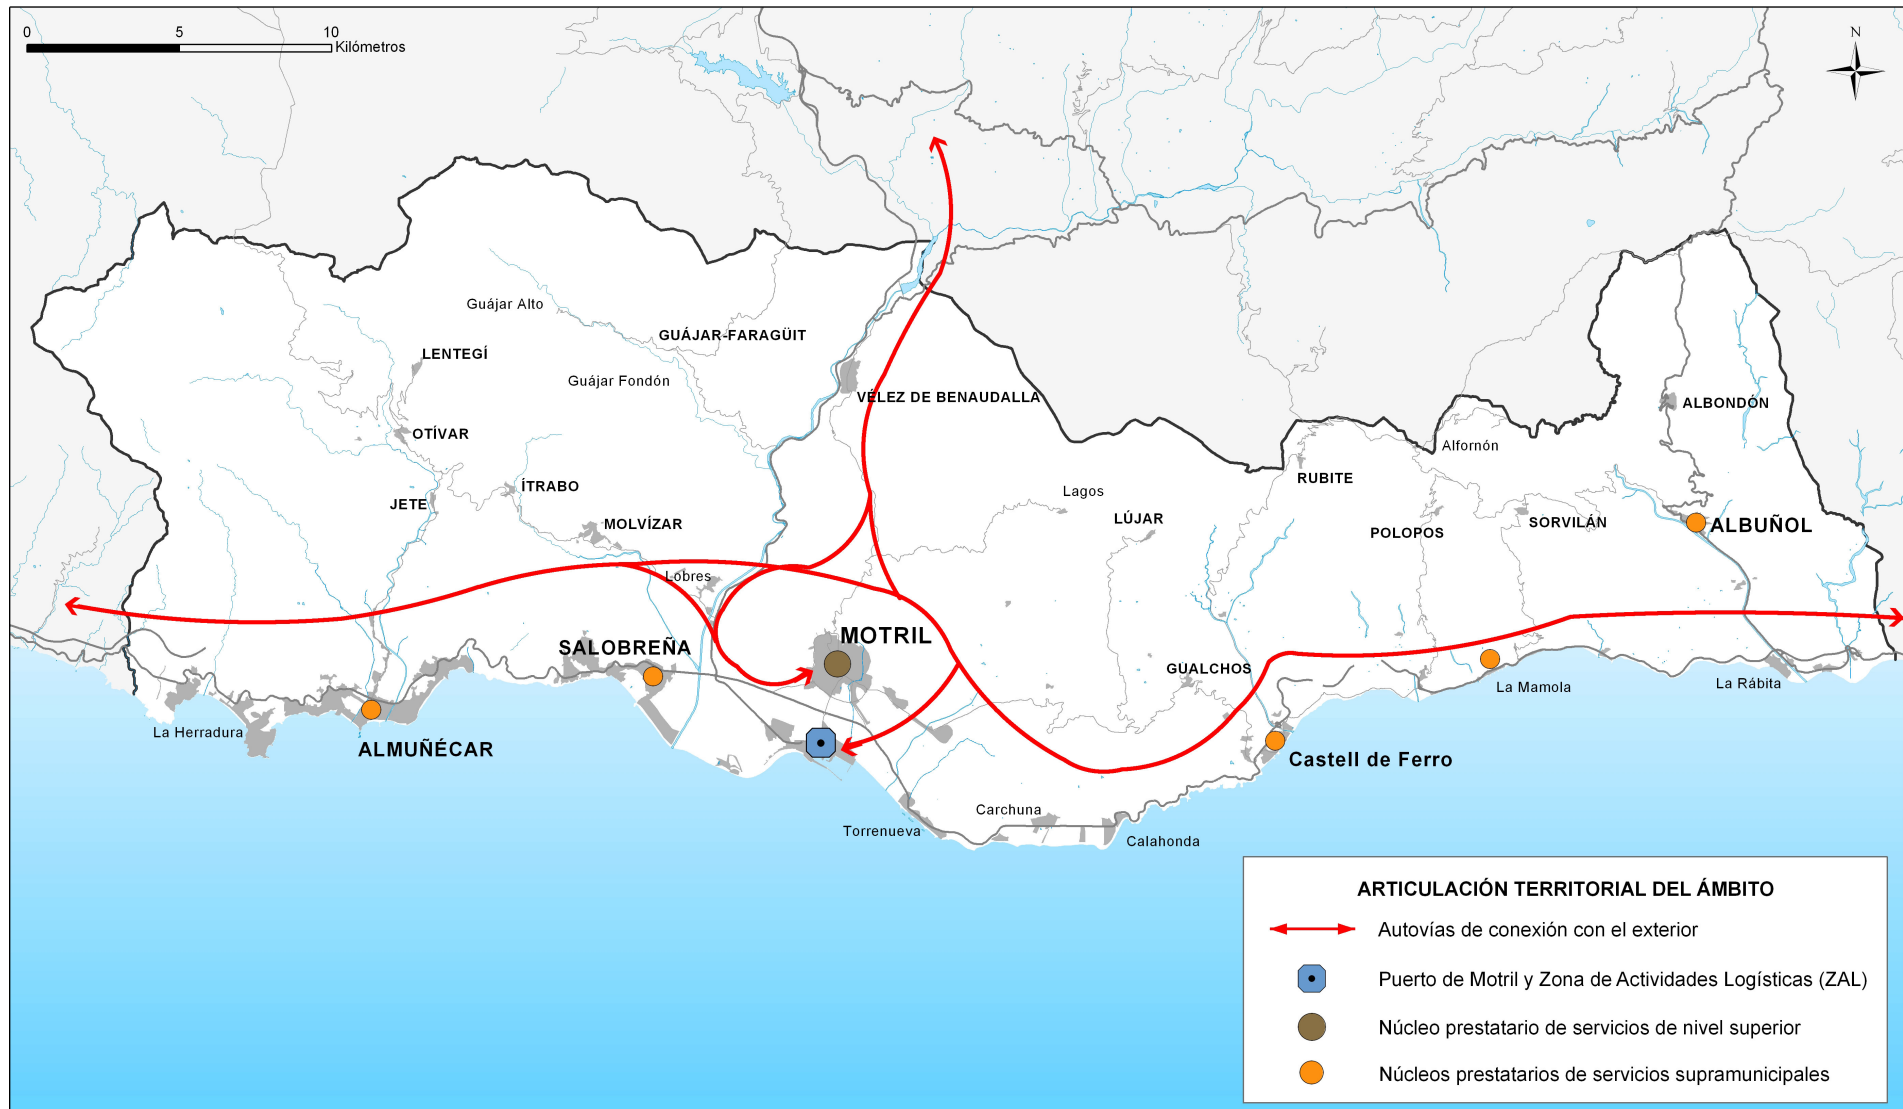 0 5 10
Kilómetros
N
Guájar Alto
GUÁJAR-FARAGÜIT
LENTEGÍ
Guájar Fondón
VÉLEZ DE BENAUDALLA
ALBONDÓN
OTÍVAR
Alfornón
RUBITE
ÍTRABO
Lagos
JETE
MOLVÍZAR
LÚJAR
POLOPOS
SORVILÁN
ALBUÑOL
Lobres
MOTRIL
SALOBREÑA
GUALCHOS
La Mamola
La Rábita
La Herradura
ALMUÑÉCAR
Castell de Ferro
Carchuna
Torrenueva
Calahonda
ARTICULACIÓN TERRITORIAL DEL ÁMBITO
Autovías de conexión con el exterior
Puerto de Motril y Zona de Actividades Logísticas (ZAL)
Núcleo prestatario de servicios de nivel superior
Núcleos prestatarios de servicios supramunicipales